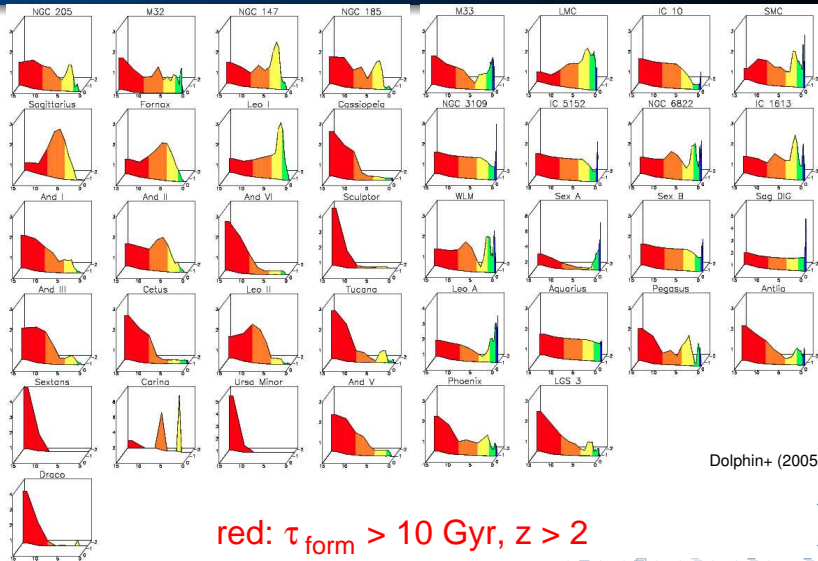 NGC 205 M32 NGC 147 NGC 185 M33 LMC IC 10 SMC
Sagittarius Fornax Leo I Cassiopeia NGC 3109 IC 5152 NGC 6822 IC 1613
And I And II And VI Sculptor WLM Sex A Sex B Sag DIG
And III Cetus Leo II Tucana Leo A Aquarius Pegasus Antlia
Sextans Carina Ursa Minor And V Phoenix LGS 3
Dolphin+ (2005
Draco
red: τ form > 10 Gyr, z > 2